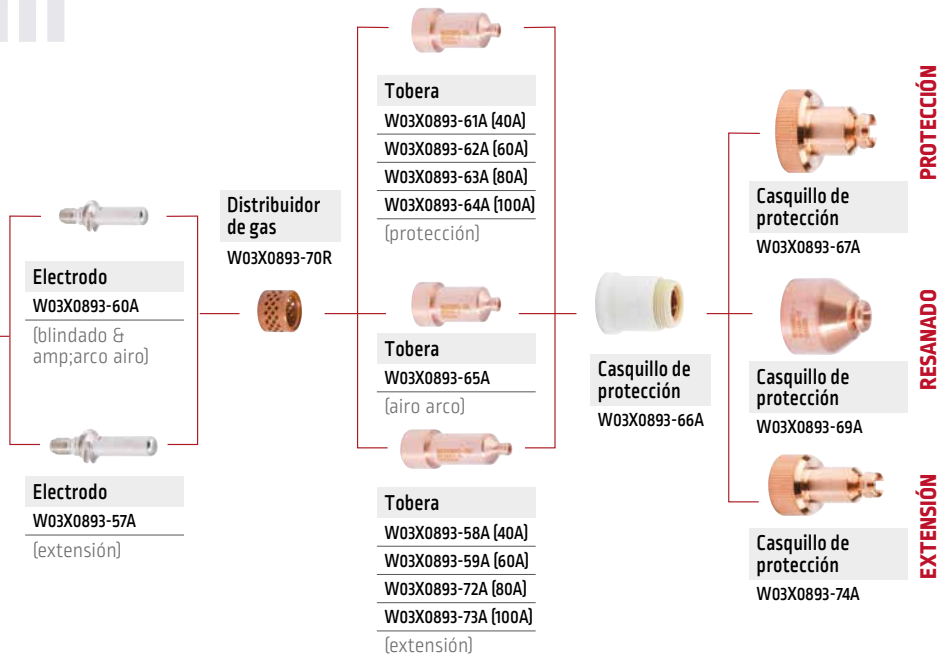 Electrodo
W03X0893-60A
(blindado &
amp;arco airo)
Electrodo
W03X0893-57A
(extensión)
Distribuidor
de gas
W03X0893-70R
Tobera
W03X0893-61A (40A)
W03X0893-62A (60A)
W03X0893-63A (80A)
W03X0893-64A (100A)
(protección)
Tobera
W03X0893-65A
(airo arco)
Tobera
W03X0893-58A (40A)
W03X0893-59A (60A)
W03X0893-72A (80A)
W03X0893-73A (100A)
(extensión)
Casquillo de
protección
W03X0893-66A
Casquillo de
protección
W03X0893-67A
PROTECCIÓN
Casquillo de
protección
W03X0893-69A
RESANADO
Casquillo de
protección
W03X0893-74A
EXTENSIÓN